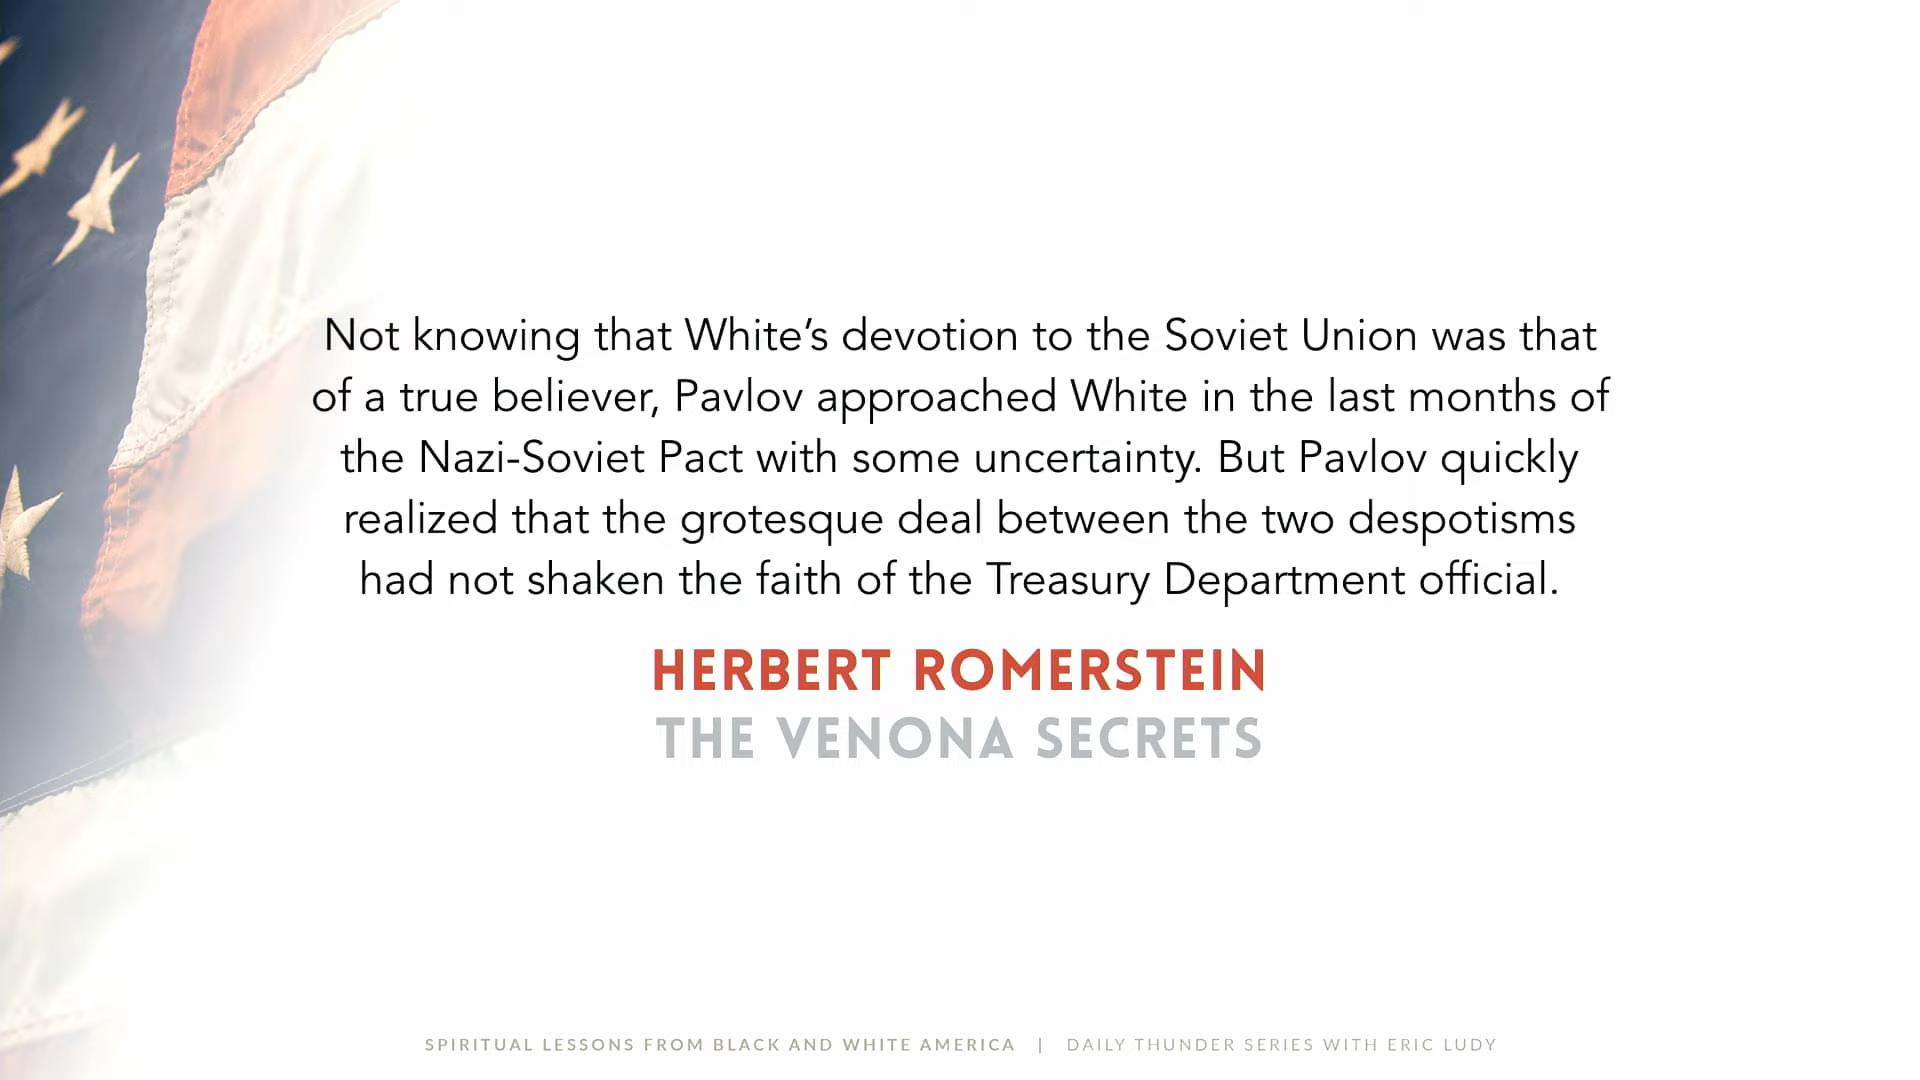 Not knowing that White’s devotion to the Soviet Union was that
of a true believer, Pavlov approached White in the last months of
the Nazi-Soviet Pact with some uncertainty. But Pavlov quickly
realized that the grotesque deal between the two despotisms
had not shaken the faith of the Treasury Department official.
HERBERT ROMERSTEIN
THE VENONA SECRETS
SPIRITUAL LESSONS FROM BLACK AND WHITE AMERICA | DAILY THUNDER SERIES WITH ERIC LUDY